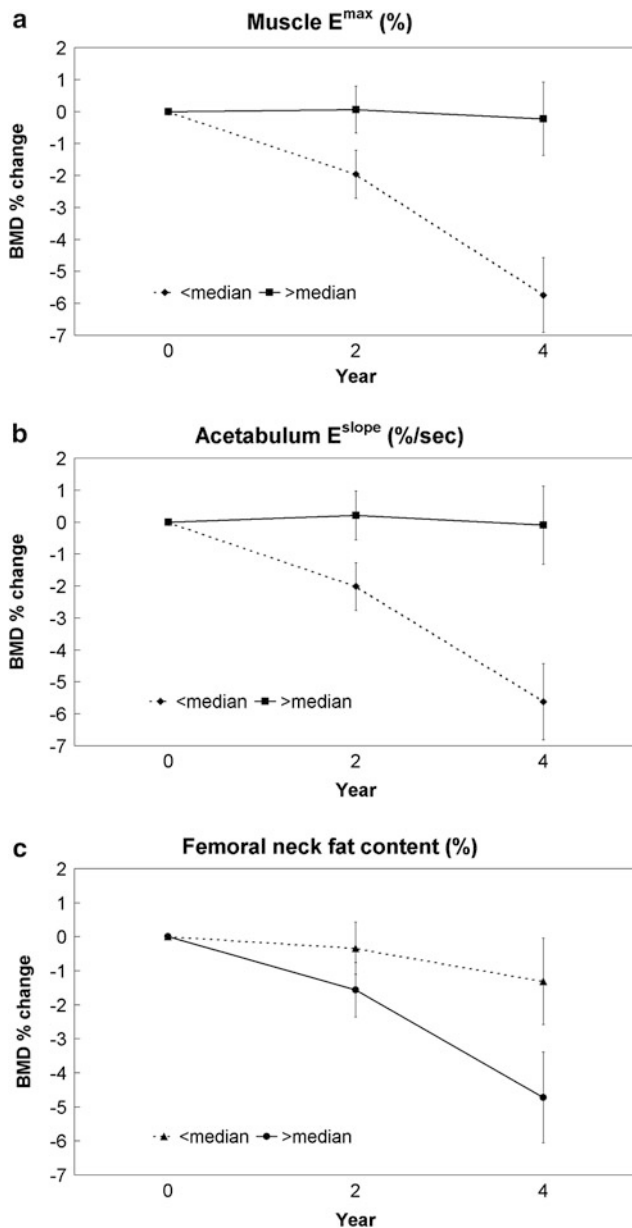 a
Muscle E^max (%)
2
1
0
-1
-2
-3
-4
-5
-6
-7
BMD % change
<median >median
0 2 4
Year
b
Acetabulum E^slope (%/sec)
2
1
0
-1
-2
-3
-4
-5
-6
-7
BMD % change
<median >median
0 2 4
Year
c
Femoral neck fat content (%)
2
1
0
-1
-2
-3
-4
-5
-6
-7
BMD % change
<median >median
0 2 4
Year